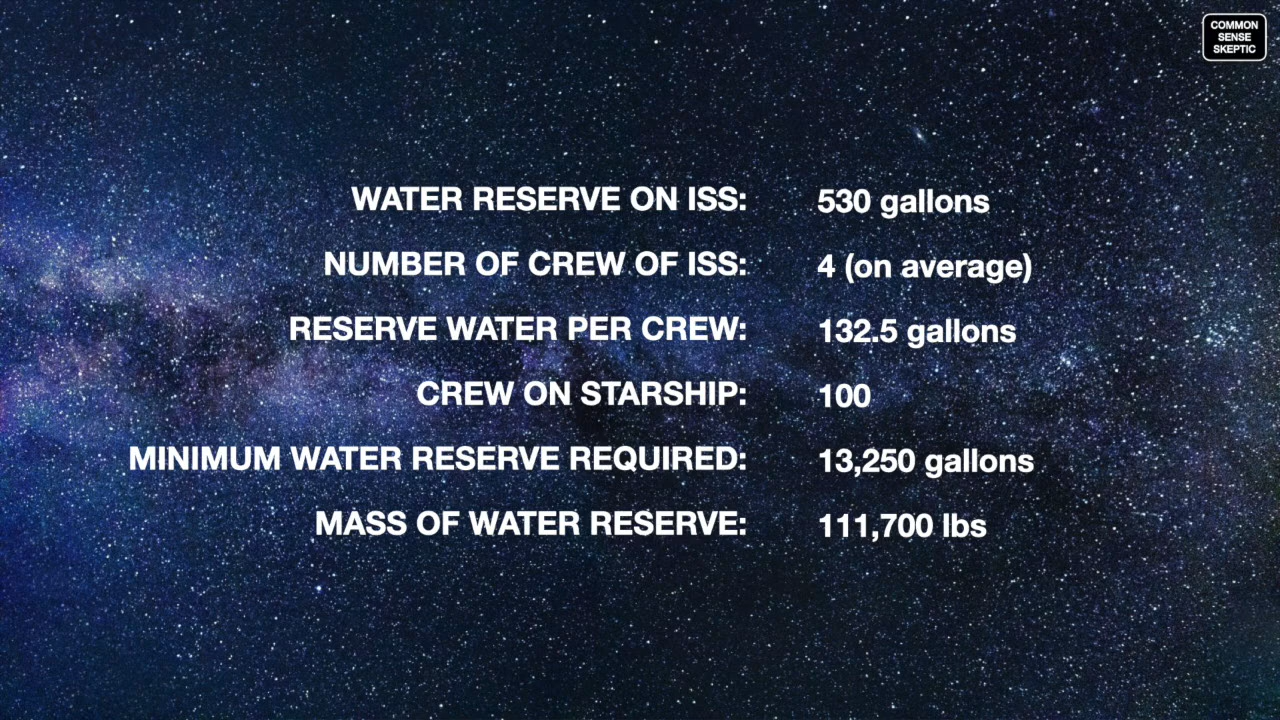 COMMON
SENSE
SKEPTIC
WATER RESERVE ON ISS: 530 gallons
NUMBER OF CREW OF ISS: 4 (on average)
RESERVE WATER PER CREW: 132.5 gallons
CREW ON STARSHIP: 100
MINIMUM WATER RESERVE REQUIRED: 13,250 gallons
MASS OF WATER RESERVE: 111,700 lbs